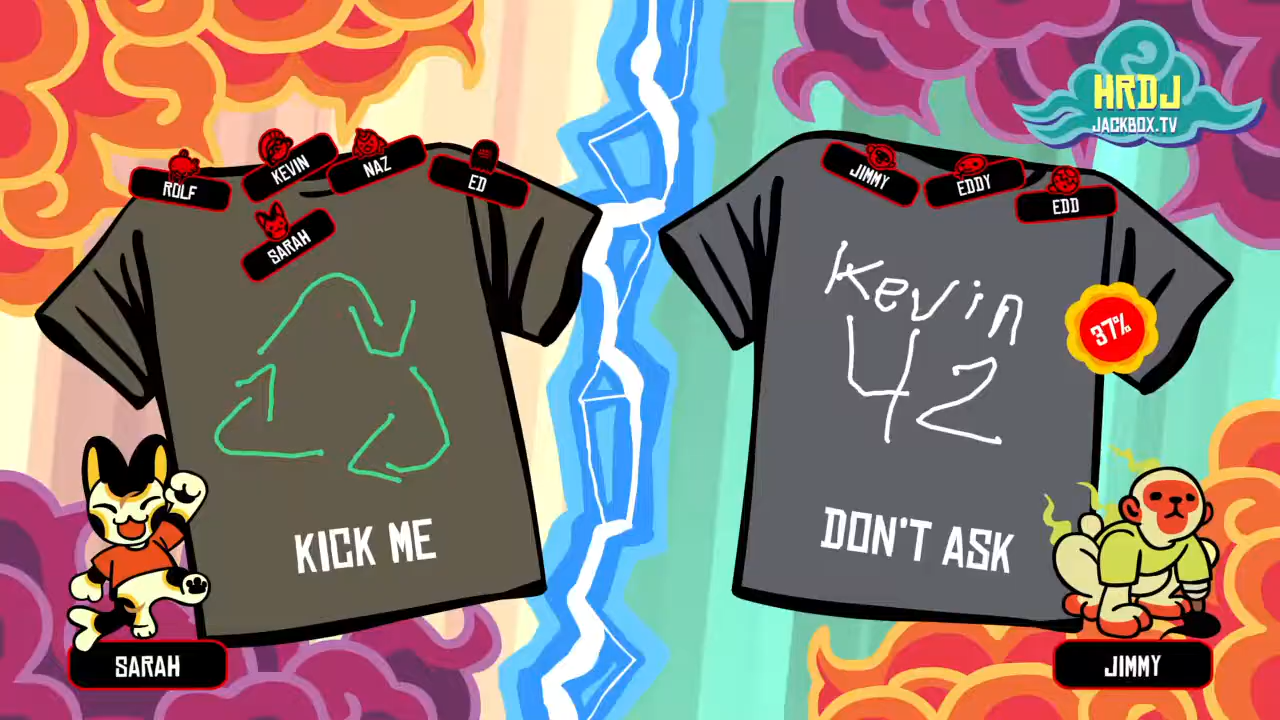 HRDJ
JACKBOX.TV
ROLF
KEVIN
NAZ
ED
SARAH
KICK ME
SARAH
JIMMY
EDDY
EDD
Kevin
42
37%
DON'T ASK
JIMMY